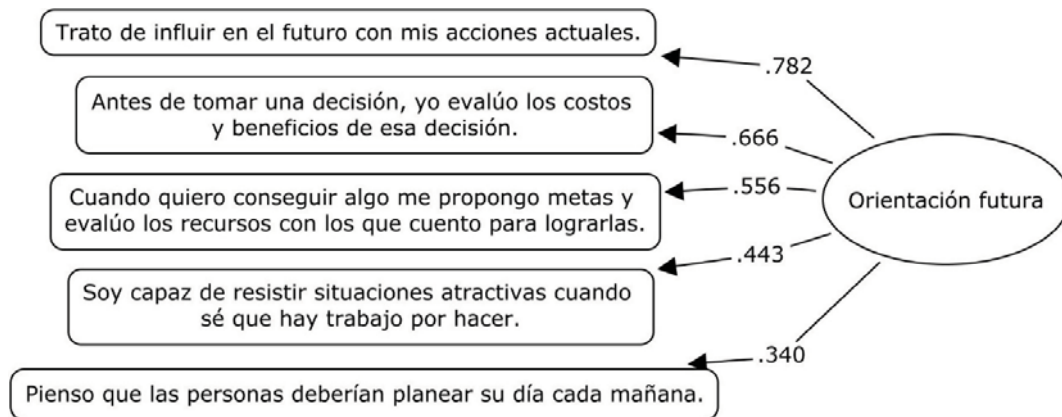 Trato de influir en el futuro con mis acciones actuales.
.782
Antes de tomar una decisión, yo evalúo los costos
y beneficios de esa decisión.
.666
Cuando quiero conseguir algo me propongo metas y
evalúo los recursos con los que cuento para lograrlas.
.556
Orientación futura
Soy capaz de resistir situaciones atractivas cuando
sé que hay trabajo por hacer.
.443
Pienso que las personas deberían planear su día cada mañana.
.340